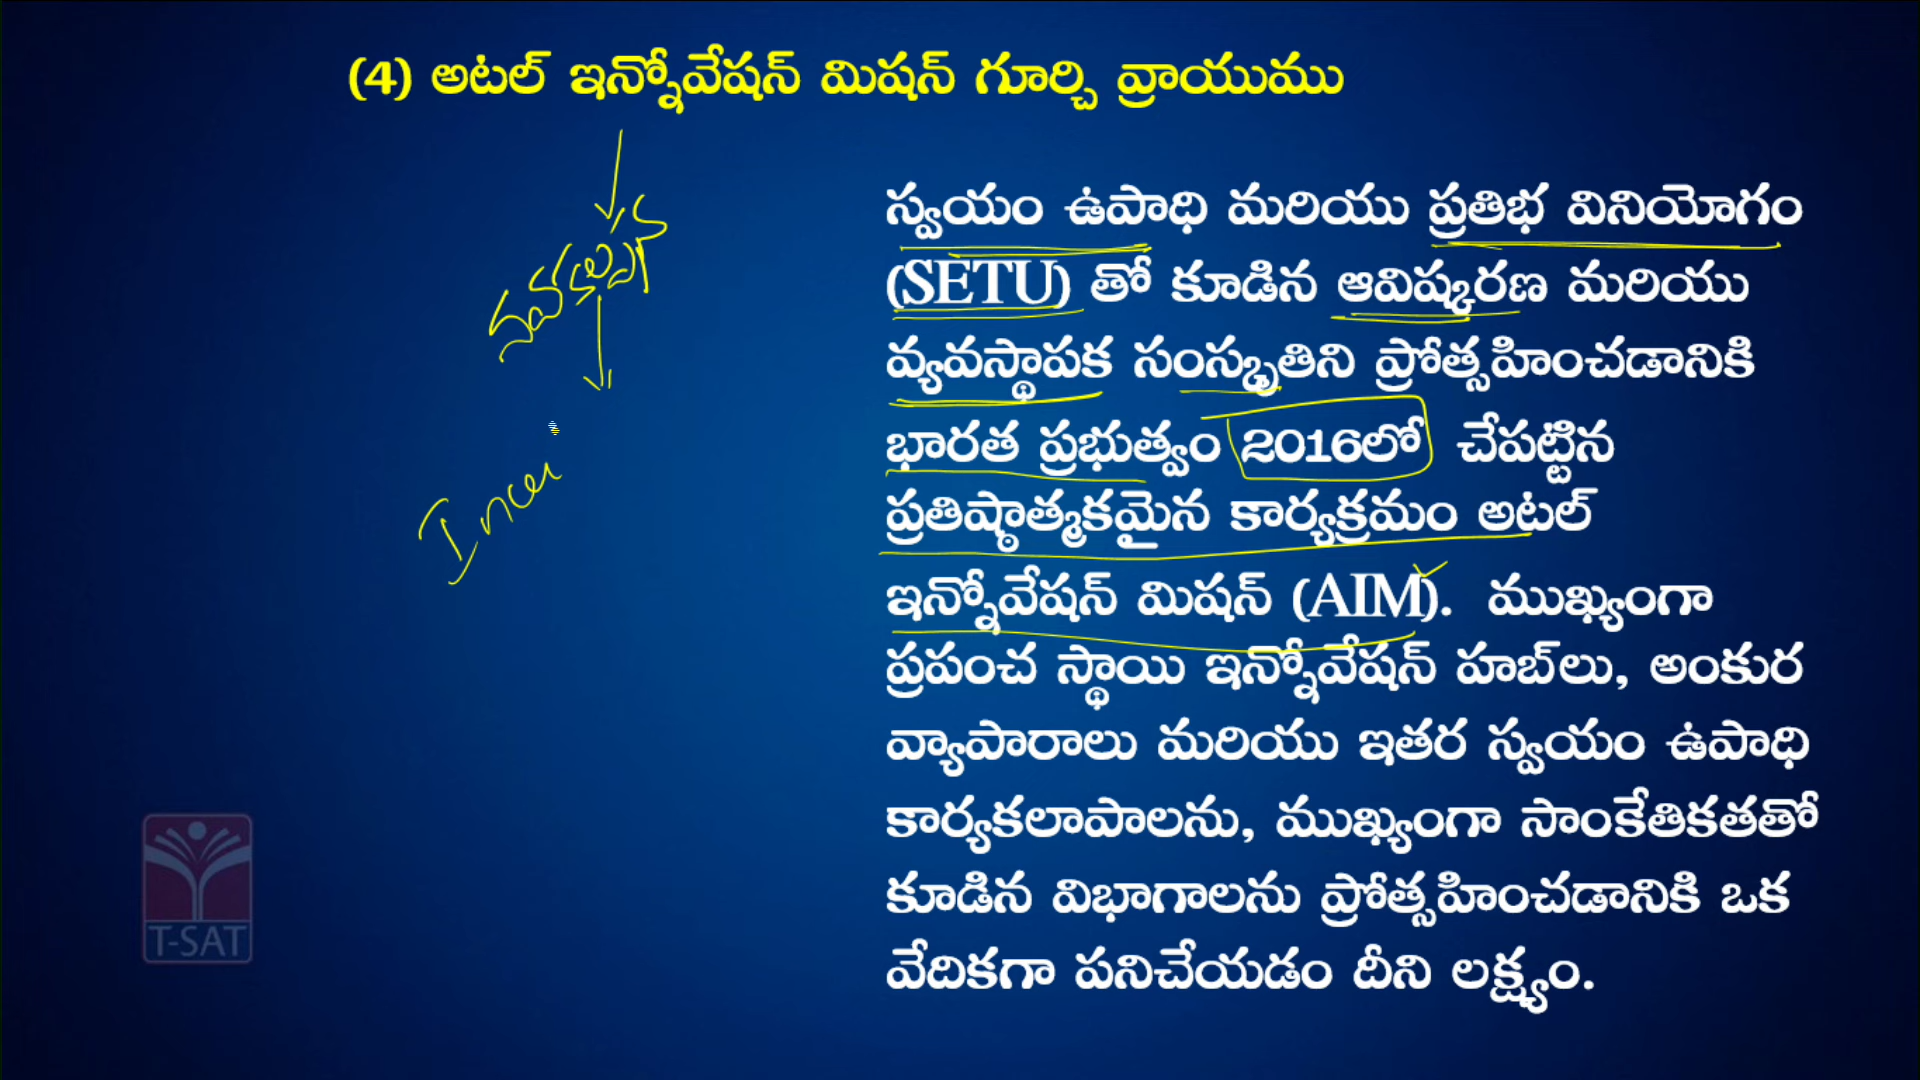 (4) అటల్ ఇన్నోవేషన్ మిషన్ గూర్చి వ్రాయుము
స్వయం ఉపాధి మరియు ప్రతిభ వినియోగం
(SETU) తో కూడిన ఆవిష్కరణ మరియు
వ్యవస్థాపక సంస్కృతిని ప్రోత్సహించడానికి
భారత ప్రభుత్వం 2016లో చేపట్టిన
ప్రతిష్ఠాత్మకమైన కార్యక్రమం అటల్
ఇన్నోవేషన్ మిషన్ (AIM). ముఖ్యంగా
ప్రపంచ స్థాయి ఇన్నోవేషన్ హబ్‌లు, అంకుర
వ్యాపారాలు మరియు ఇతర స్వయం ఉపాధి
కార్యకలాపాలను, ముఖ్యంగా సాంకేతికతతో
కూడిన విభాగాలను ప్రోత్సహించడానికి ఒక
వేదికగా పనిచేయడం దీని లక్ష్యం.
T-SAT